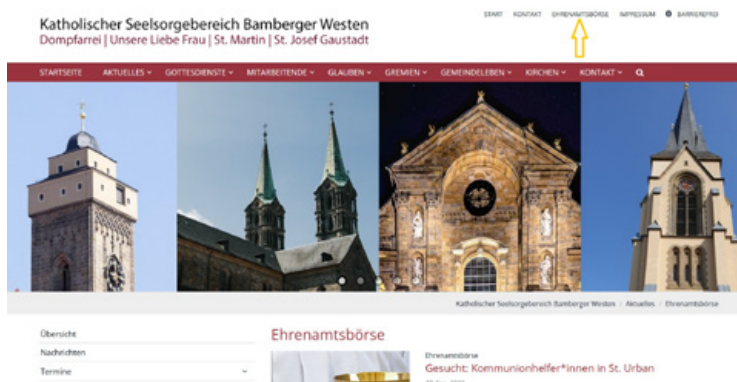 START KONTAKT EHRENAMTSBÖRSE IMPRESSUM BARRIEREFREI
Katholischer Seelsorgebereich Bamberger Westen
Dompfarrei | Unsere Liebe Frau | St. Martin | St. Josef Gaustadt
STARTSEITE AKTUELLES GOTTESDIENSTE MITARBEITENDE GLAUBEN GREMIEN GEMEINDELEBEN KIRCHEN KONTAKT
Katholischer Seelsorgebereich Bamberger Westen / Aktuelles / Ehrenamtsbörse
Übersicht
Nachrichten
Termine
Ehrenamtsbörse
Ehrenamtsbörse
Gesucht: Kommunionhelfer*innen in St. Urban